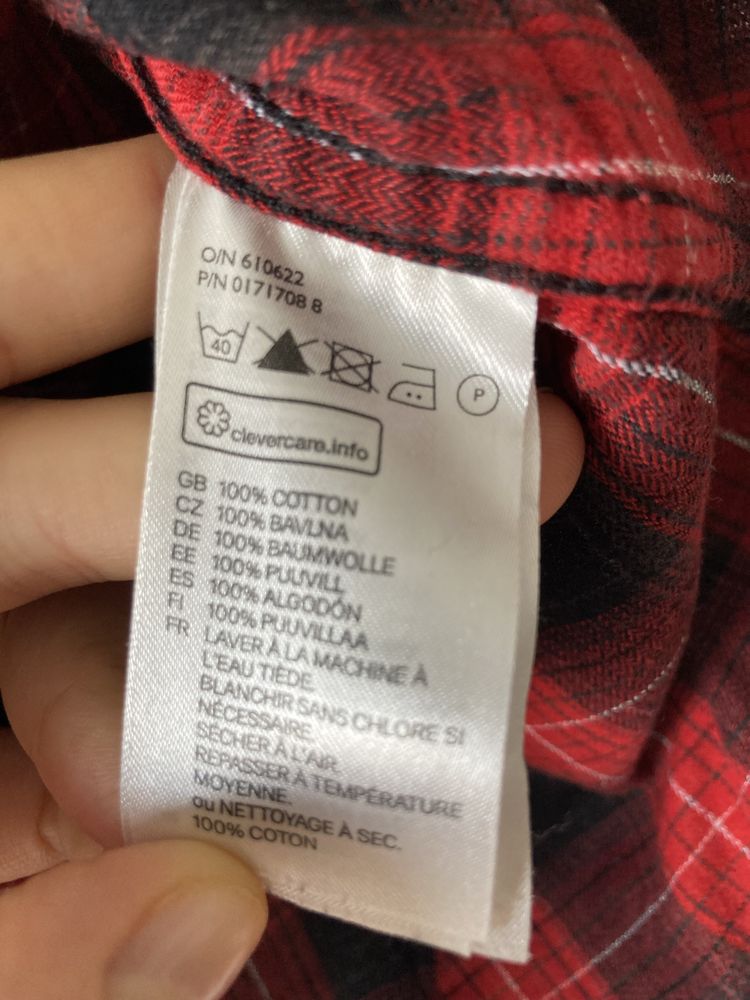 O/N 610622
P/N 0171708 8
40
P
clevercare.info
GB 100% COTTON
CZ 100% BAVLNA
DE 100% BAUMWOLLE
EE 100% PUUVILL
ES 100% ALGODÓN
FI 100% PUUVILLAA
FR LAVER À LA MACHINE À
L'EAU TIÈDE.
BLANCHIR SANS CHLORE SI
NÉCESSAIRE.
SÉCHER À L'AIR.
REPASSER À TEMPÉRATURE
MOYENNE.
ou NETTOYAGE À SEC.
100% COTON